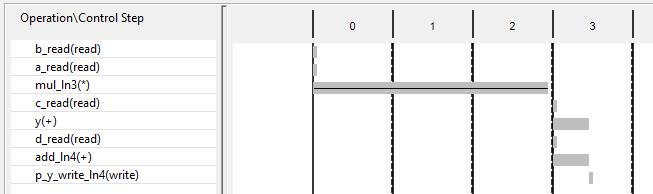 Operation\Control Step
0 1 2 3
b_read(read)
a_read(read)
mul_ln3(*)
c_read(read)
y(+)
d_read(read)
add_ln4(+)
p_y_write_ln4(write)